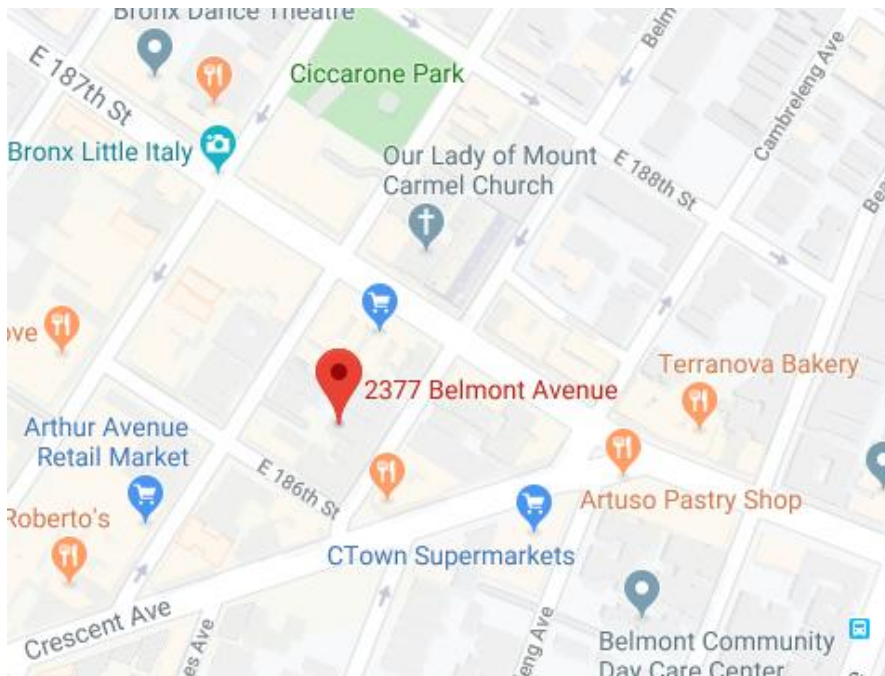 Bronx Dance Theatre
E 187th St
Ciccarone Park
Belm
Cambreleng Ave
Bronx Little Italy
Our Lady of Mount
Carmel Church
E 188th St
Bea
ove
2377 Belmont Avenue
Terranova Bakery
Arthur Avenue
Retail Market
E 186th St
Roberto's
Artuso Pastry Shop
CTown Supermarkets
Crescent Ave
es Ave
eng Ave
Belmont Community
Day Care Center